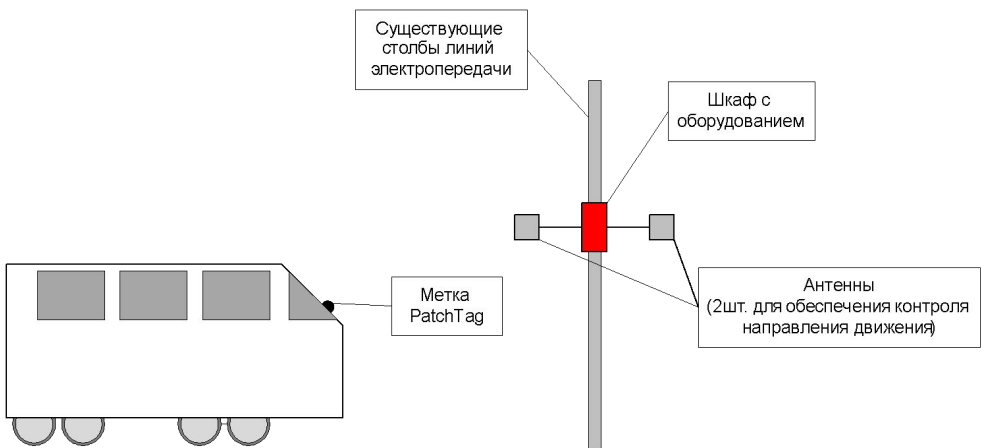 Существующие
столбы линий
электропередачи
Шкаф с
оборудованием
Метка
PatchTag
Антенны
(2шт. для обеспечения контроля
направления движения)